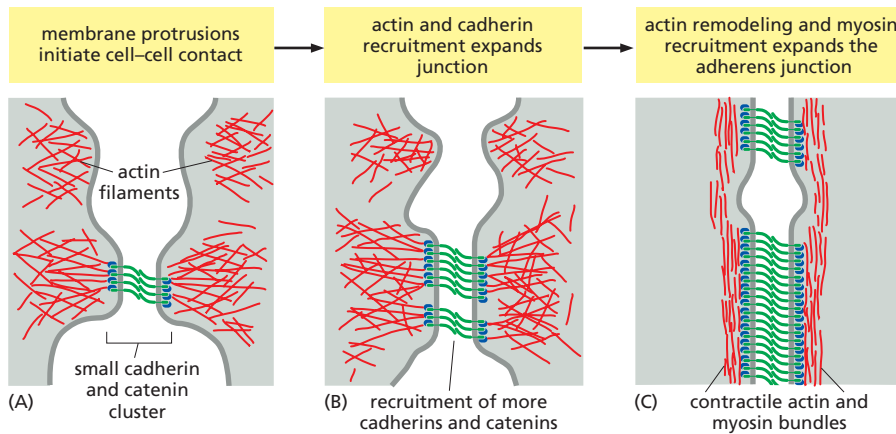 membrane protrusions
initiate cell–cell contact
actin and cadherin
recruitment expands
junction
actin remodeling and myosin
recruitment expands the
adherens junction
actin
filaments
small cadherin
and catenin
cluster
(A)
recruitment of more
cadherins and catenins
(B)
contractile actin and
myosin bundles
(C)